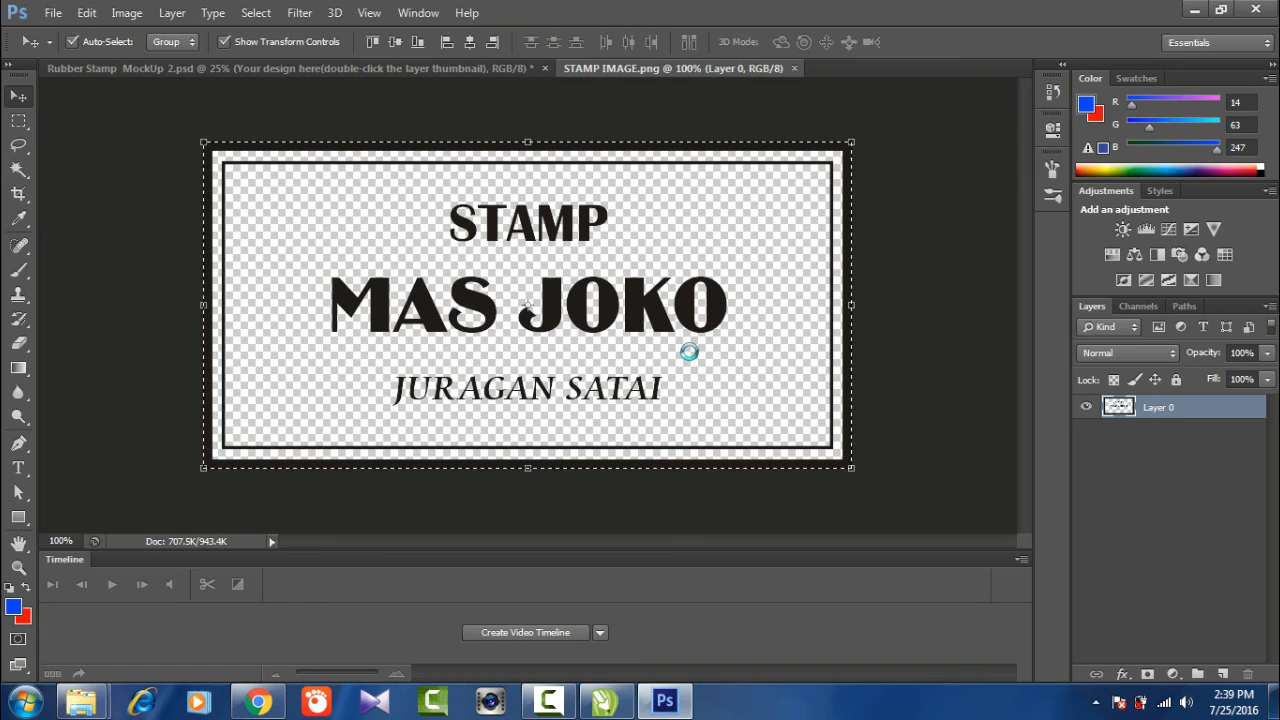 Ps File Edit Image Layer Type Select Filter 3D View Window Help
Auto-Select: Group Show Transform Controls 3D Mode: Essentials
Rubber Stamp MockUp 2.psd @ 25% (Your design here(double-click the layer thumbnail), RGB/8) * × STAMP IMAGE.png @ 100% (Layer 0, RGB/8) ×
Color Swatches
R 14
G 63
B 247
Adjustments Styles
Add an adjustment
STAMP
MAS JOKO
JURAGAN SATAI
Layers Channels Paths
Kind
Normal Opacity: 100%
Lock: Fill: 100%
Layer 0
100% Doc: 707.5K/943.4K
Timeline
Create Video Timeline
fx
Ps
2:39 PM
7/25/2016